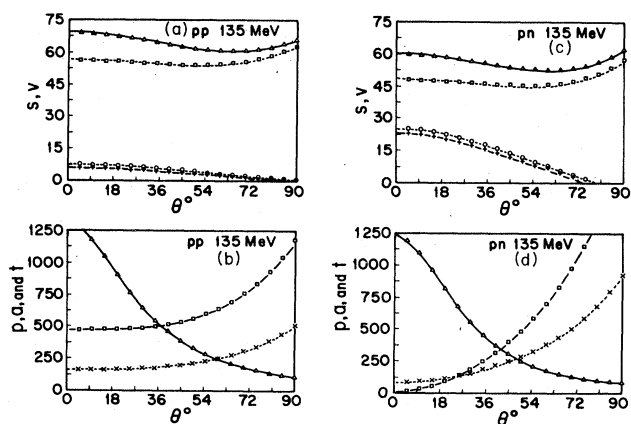 75
60
45
30
15
0
S,V
(a) pp 135 MeV
0 18 36 54 72 90
θ°
75
60
45
30
15
0
S,V
pn 135 MeV
(c)
0 18 36 54 72 90
θ°
1250
1000
750
500
250
0
p,a, and t
pp 135 MeV
(b)
0 18 36 54 72 90
θ°
1250
1000
750
500
250
0
p,a, and t
pn 135 MeV
(d)
0 18 36 54 72 90
θ°